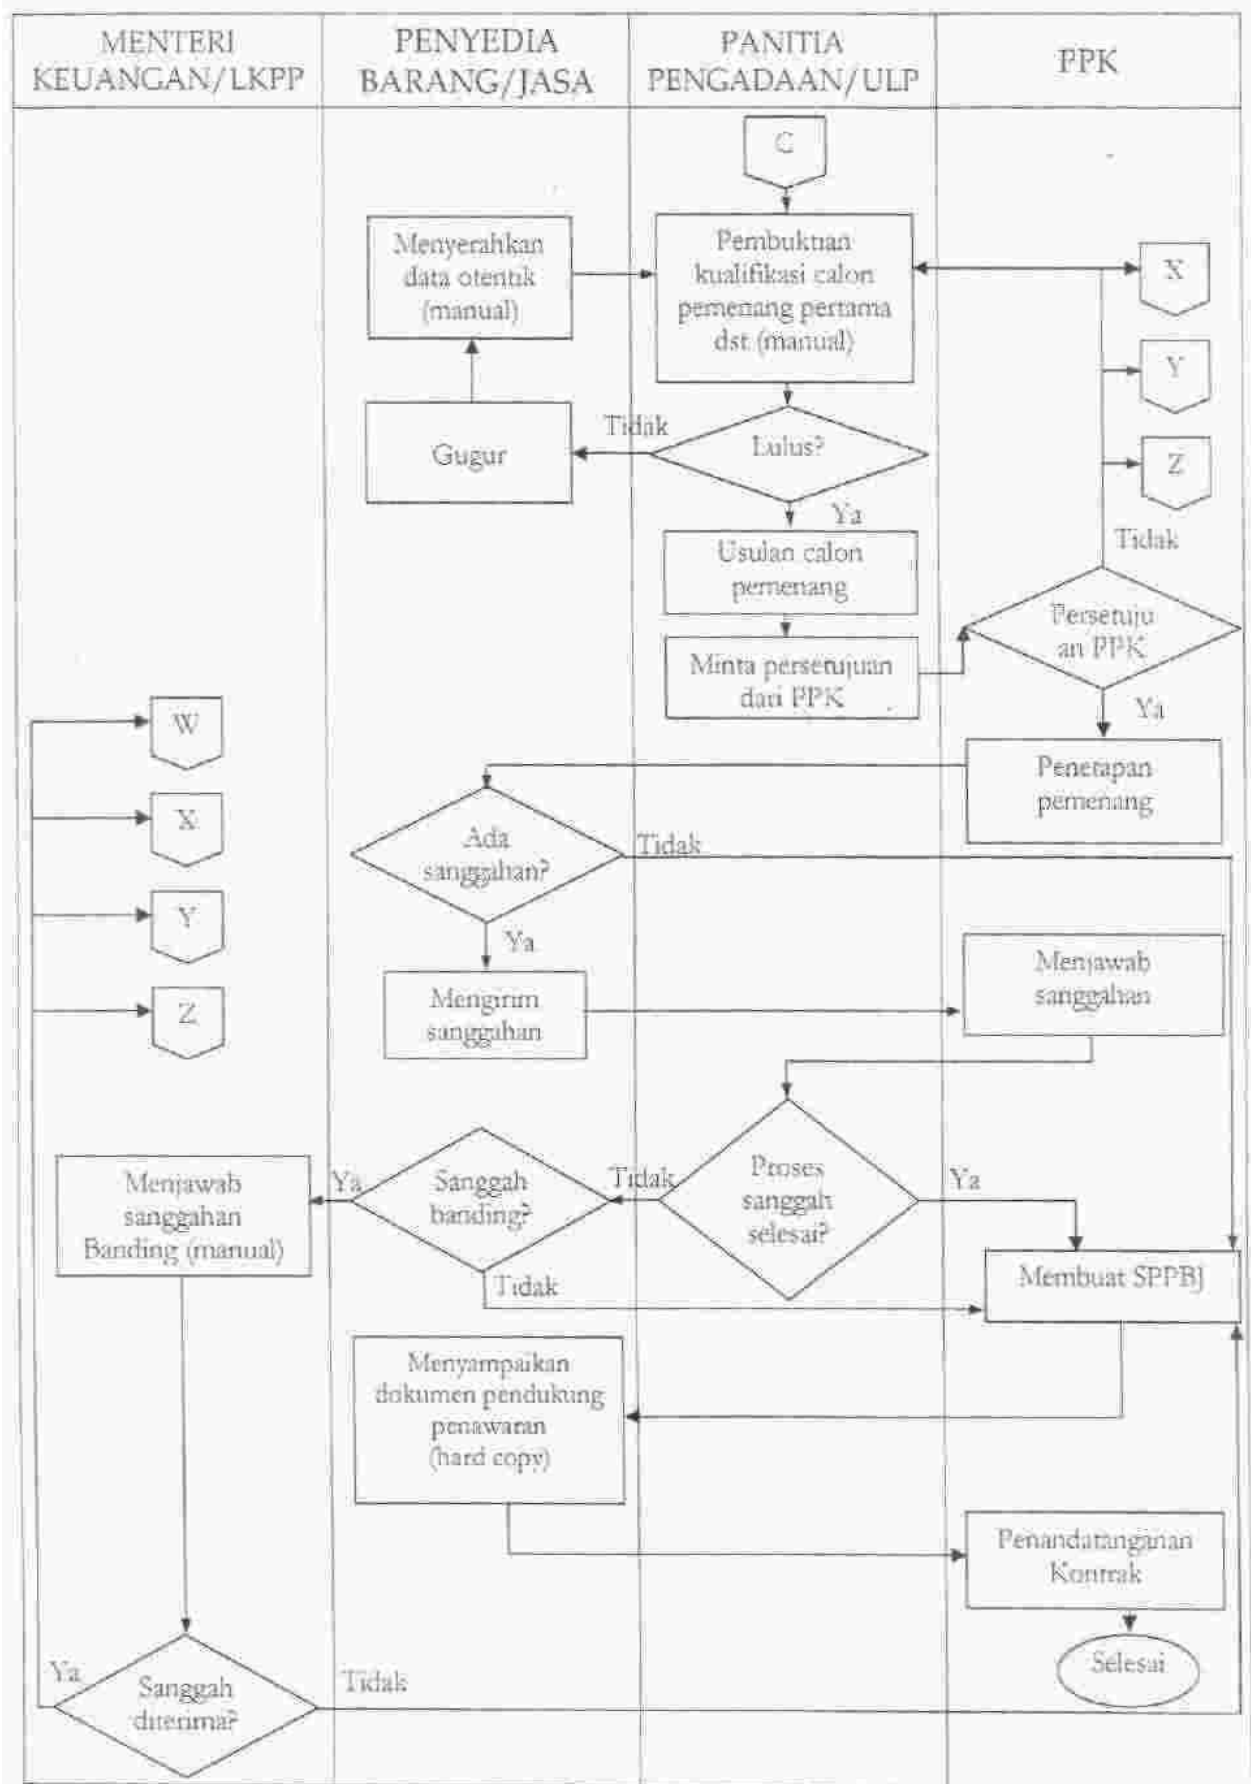 MENTERI
KEUANGAN/LKPP
PENYEDIA
BARANG/JASA
PANITIA
PENGADAAN/ULP
PPK
C
Menyerahkan
data otentik
(manual)
Pembuktian
kualifikasi calon
pemenang pertama
dst (manual)
X
Y
Gugur
Tidak
Lulus?
Z
Ya
Tidak
Usulan calon
pemenang
Persetuju
an PPK
Minta persetujuan
dari PPK
Ya
W
Penetapan
pemenang
X
Ada
sanggahan?
Tidak
Y
Ya
Menjawab
sanggahan
Z
Mengirim
sanggahan
Menjawab
sanggahan
Banding (manual)
Ya
Sanggah
banding?
Tidak
Proses
sanggah
selesai?
Ya
Tidak
Membuat SPPBJ
Menyampaikan
dokumen pendukung
penawaran
(hard copy)
Penandatanganan
Kontrak
Selesai
Ya
Sanggah
diterima?
Tidak